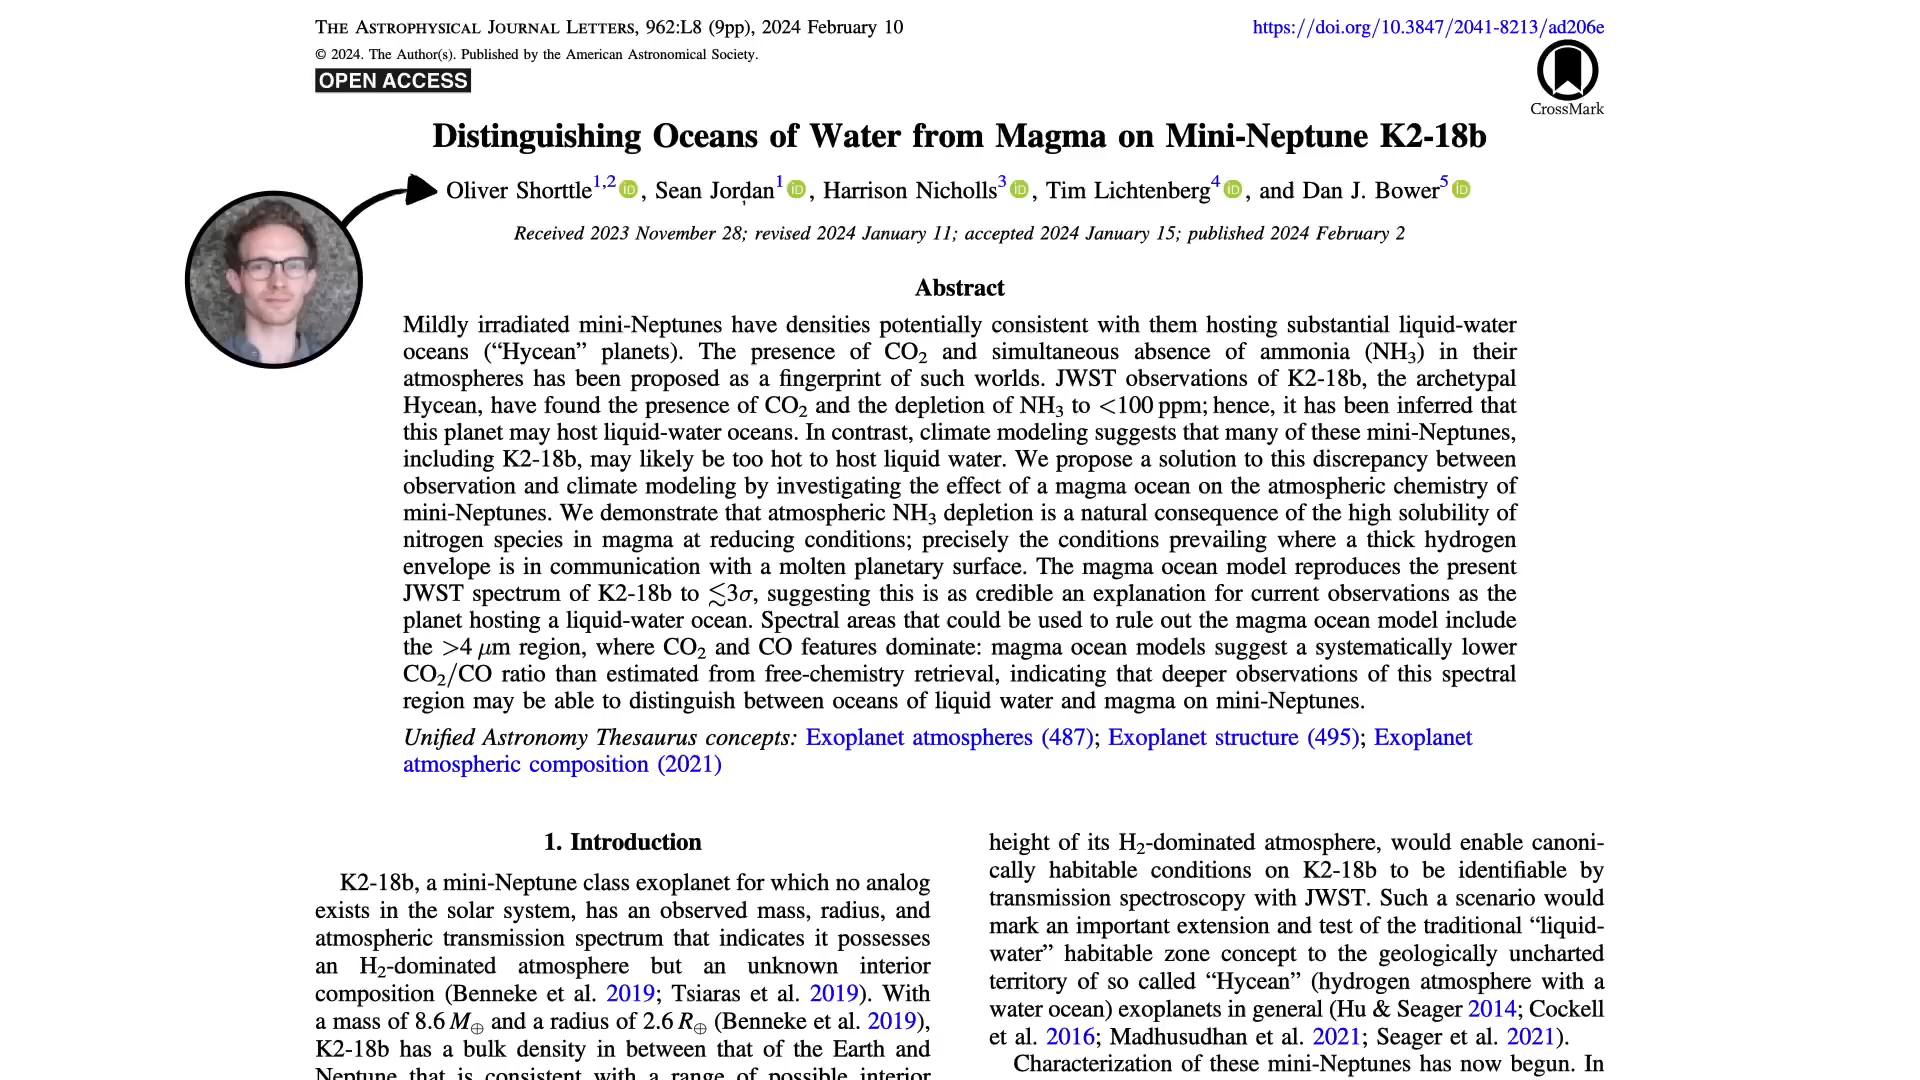 THE ASTROPHYSICAL JOURNAL LETTERS, 962:L8 (9pp), 2024 February 10
https://doi.org/10.3847/2041-8213/ad206e
© 2024. The Author(s). Published by the American Astronomical Society.
OPEN ACCESS
CrossMark
Distinguishing Oceans of Water from Magma on Mini-Neptune K2-18b
Oliver Shorttle1,2 iD, Sean Jordan1 iD, Harrison Nicholls3 iD, Tim Lichtenberg4 iD, and Dan J. Bower5 iD
Received 2023 November 28; revised 2024 January 11; accepted 2024 January 15; published 2024 February 2
Abstract
Mildly irradiated mini-Neptunes have densities potentially consistent with them hosting substantial liquid-water
oceans (“Hycean” planets). The presence of CO2 and simultaneous absence of ammonia (NH3) in their
atmospheres has been proposed as a fingerprint of such worlds. JWST observations of K2-18b, the archetypal
Hycean, have found the presence of CO2 and the depletion of NH3 to <100 ppm; hence, it has been inferred that
this planet may host liquid-water oceans. In contrast, climate modeling suggests that many of these mini-Neptunes,
including K2-18b, may likely be too hot to host liquid water. We propose a solution to this discrepancy between
observation and climate modeling by investigating the effect of a magma ocean on the atmospheric chemistry of
mini-Neptunes. We demonstrate that atmospheric NH3 depletion is a natural consequence of the high solubility of
nitrogen species in magma at reducing conditions; precisely the conditions prevailing where a thick hydrogen
envelope is in communication with a molten planetary surface. The magma ocean model reproduces the present
JWST spectrum of K2-18b to ≲3σ, suggesting this is as credible an explanation for current observations as the
planet hosting a liquid-water ocean. Spectral areas that could be used to rule out the magma ocean model include
the >4 μm region, where CO2 and CO features dominate: magma ocean models suggest a systematically lower
CO2/CO ratio than estimated from free-chemistry retrieval, indicating that deeper observations of this spectral
region may be able to distinguish between oceans of liquid water and magma on mini-Neptunes.
Unified Astronomy Thesaurus concepts: Exoplanet atmospheres (487); Exoplanet structure (495); Exoplanet
atmospheric composition (2021)
1. Introduction
K2-18b, a mini-Neptune class exoplanet for which no analog
exists in the solar system, has an observed mass, radius, and
atmospheric transmission spectrum that indicates it possesses
an H2-dominated atmosphere but an unknown interior
composition (Benneke et al. 2019; Tsiaras et al. 2019). With
a mass of 8.6 M⊕ and a radius of 2.6 R⊕ (Benneke et al. 2019),
K2-18b has a bulk density in between that of the Earth and
Neptune that is consistent with a range of possible interior
height of its H2-dominated atmosphere, would enable canoni-
cally habitable conditions on K2-18b to be identifiable by
transmission spectroscopy with JWST. Such a scenario would
mark an important extension and test of the traditional “liquid-
water” habitable zone concept to the geologically uncharted
territory of so called “Hycean” (hydrogen atmosphere with a
water ocean) exoplanets in general (Hu & Seager 2014; Cockell
et al. 2016; Madhusudhan et al. 2021; Seager et al. 2021).
Characterization of these mini-Neptunes has now begun. In